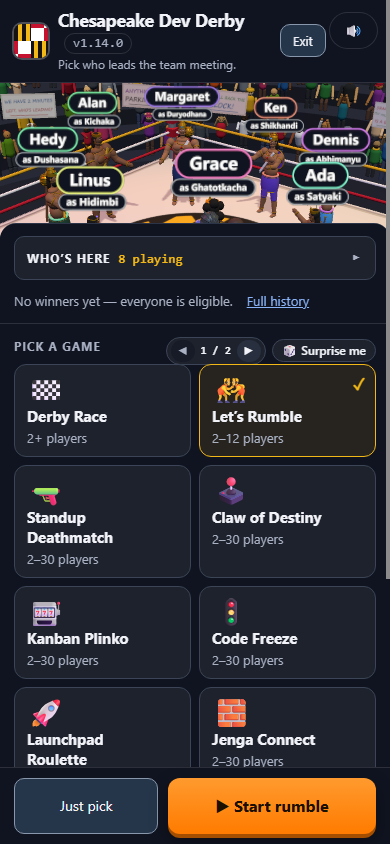 Chesapeake Dev Derby
v1.14.0
Pick who leads the team meeting.
Exit
Alan
as Kichaka
Margaret
as Duryodhana
Ken
as Shikhandi
Hedy
as Dushasana
Dennis
as Abhimanyu
Linus
as Hidimbi
Grace
as Ghatotkacha
Ada
as Satyaki
WHO'S HERE 8 playing
No winners yet — everyone is eligible. Full history
PICK A GAME
1 / 2
Surprise me
Derby Race
2+ players
Let's Rumble
2–12 players
Standup
Deathmatch
2–30 players
Claw of Destiny
2–30 players
Kanban Plinko
2–30 players
Code Freeze
2–30 players
Launchpad
Roulette
Jenga Connect
2–30 players
Just pick
Start rumble